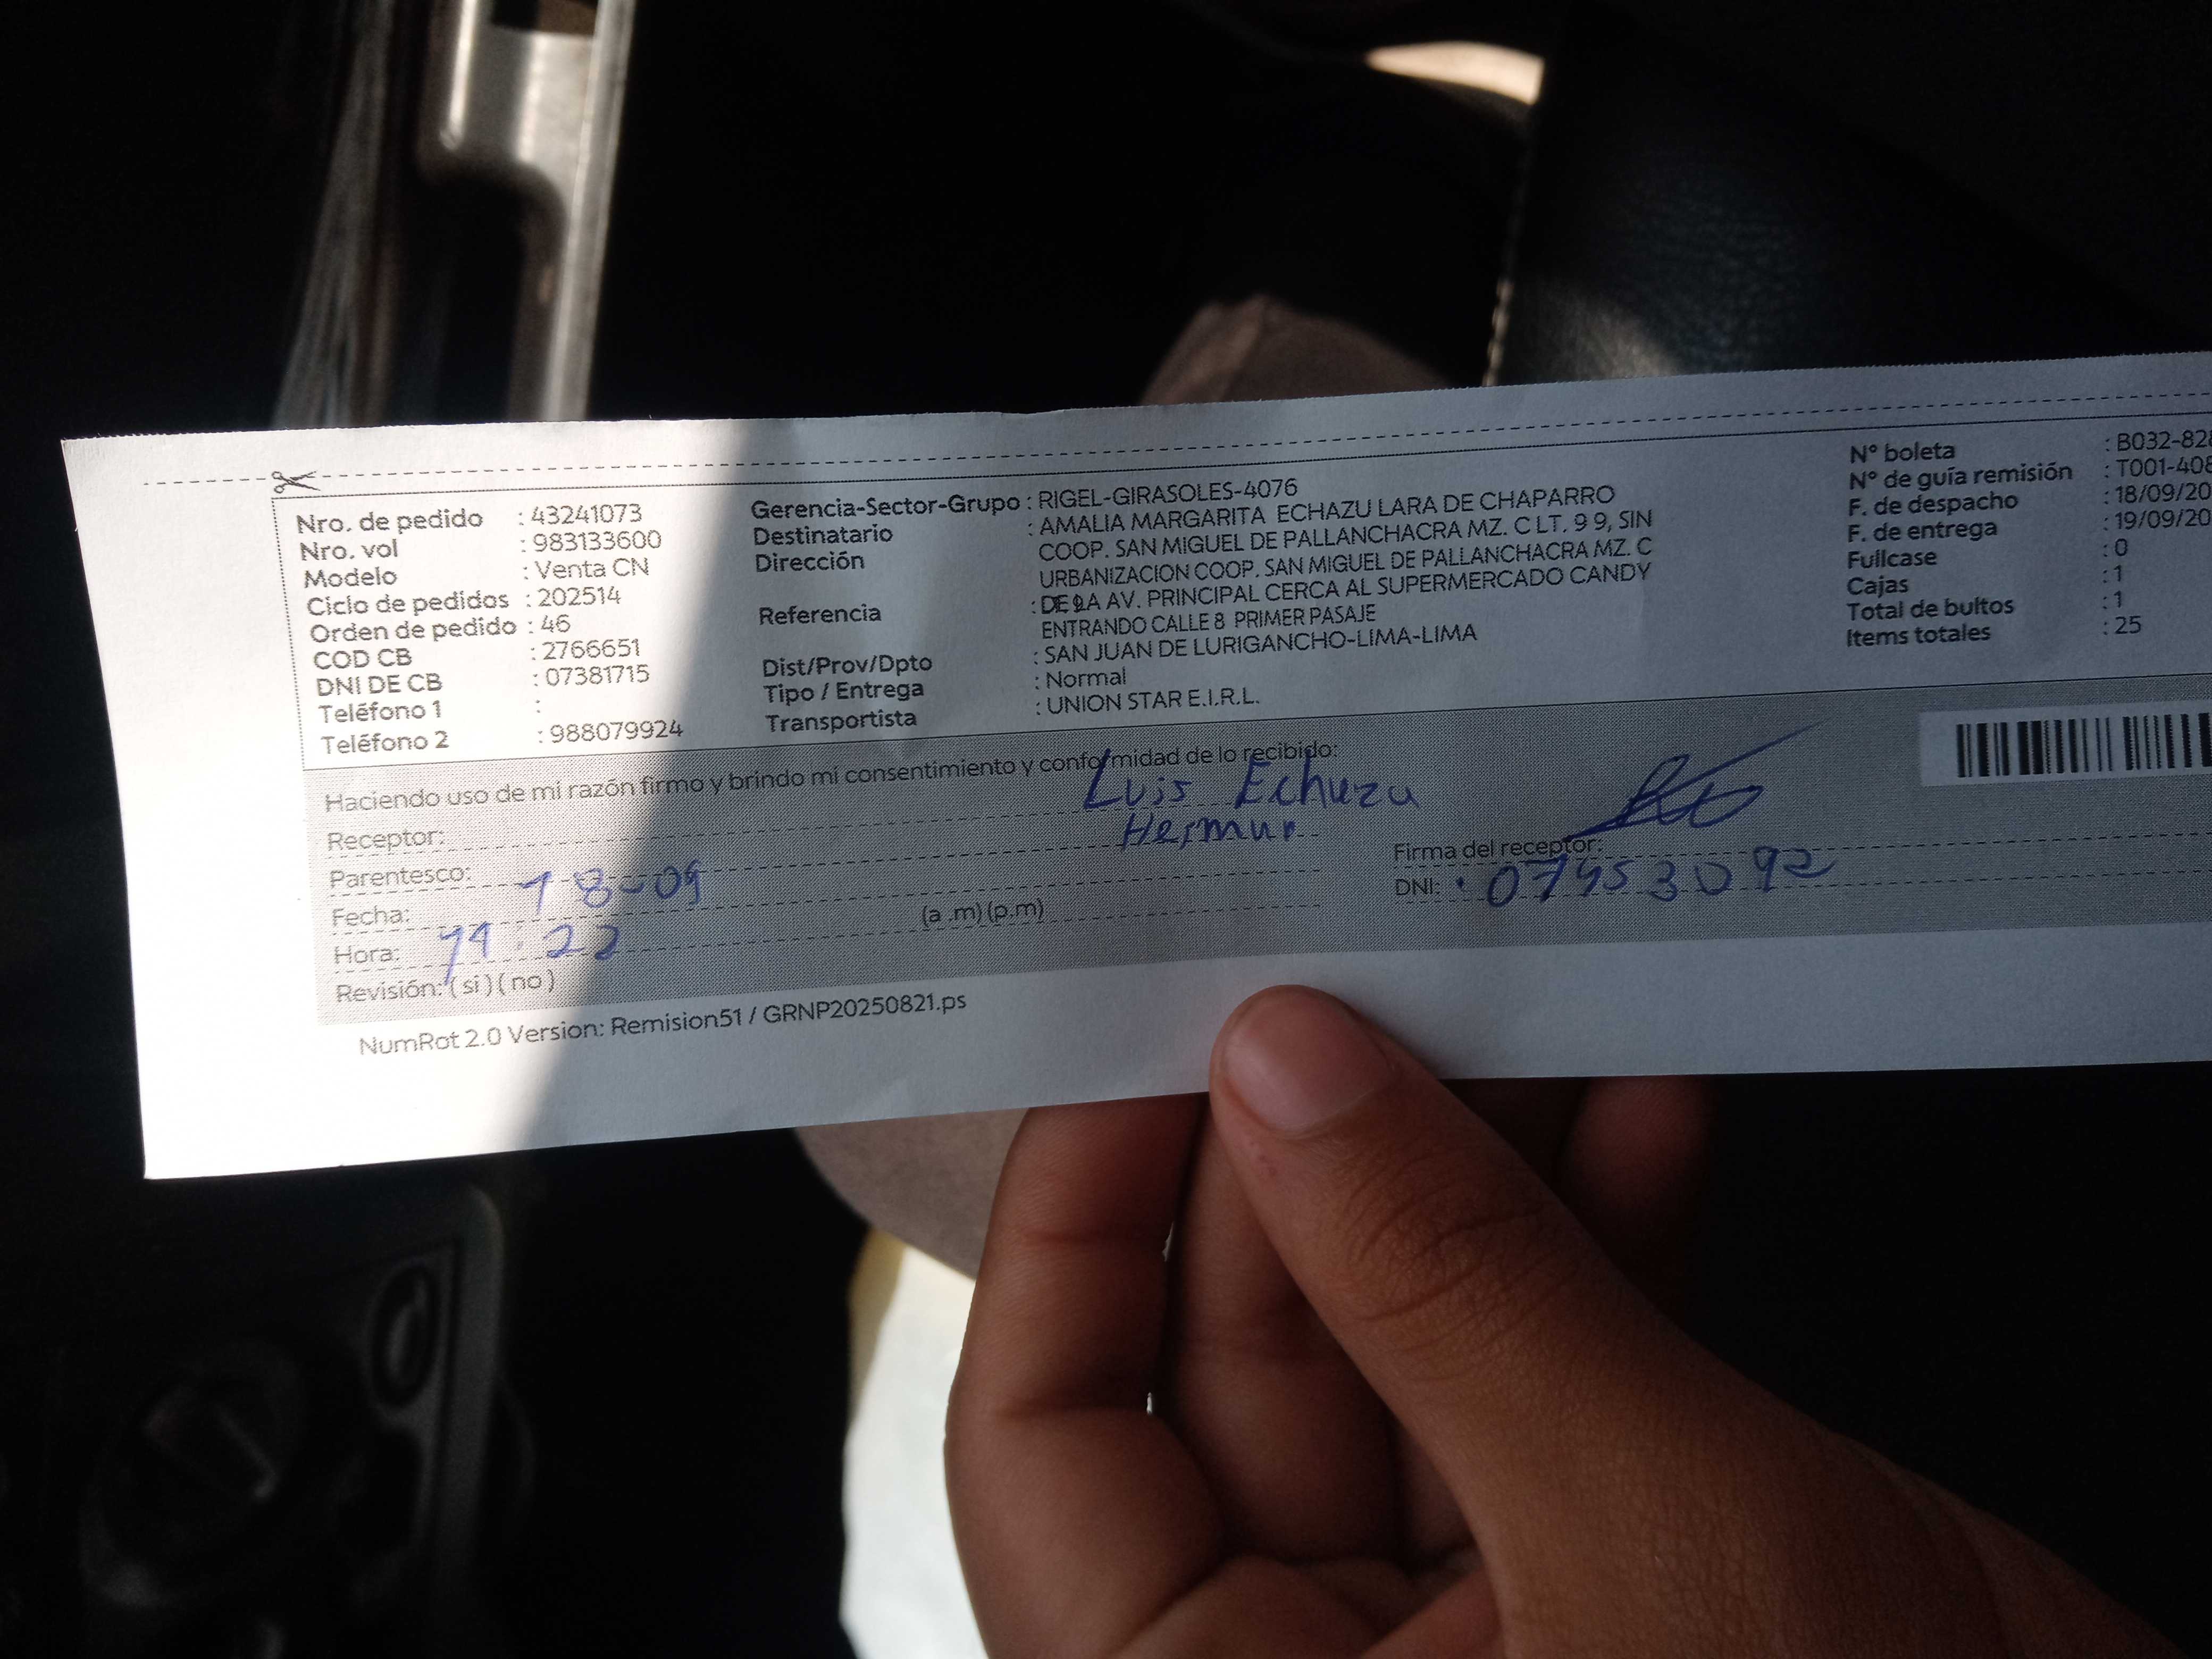 Nro. de pedido : 43241073
Nro. vol : 983133600
Modelo : Venta CN
Ciclo de pedidos : 202514
Orden de pedido : 46
COD CB : 2766651
DNI DE CB : 07381715
Teléfono 1 :
Teléfono 2 : 988079924
Gerencia-Sector-Grupo : RIGEL-GIRASOLES-4076
Destinatario : AMALIA MARGARITA ECHAZU LARA DE CHAPARRO
Dirección COOP. SAN MIGUEL DE PALLANCHACRA MZ. C LT. 9 9, SIN
URBANIZACION COOP. SAN MIGUEL DE PALLANCHACRA MZ. C
Referencia : AV. PRINCIPAL CERCA AL SUPERMERCADO CANDY
ENTRANDO CALLE 8 PRIMER PASAJE
Dist/Prov/Dpto : SAN JUAN DE LURIGANCHO-LIMA-LIMA
Tipo / Entrega : Normal
Transportista : UNION STAR E.I.R.L.
N° boleta : B032-828
N° de guía remisión : T001-408
F. de despacho : 18/09/20
F. de entrega : 19/09/20
Fullcase : 0
Cajas : 1
Total de bultos : 1
Items totales : 25
Haciendo uso de mi razón firmo y brindo mi consentimiento y conformidad de lo recibido:
Receptor: Luis Echuzu
Parentesco:
Fecha: 18-09
Hora: :22 (a .m) (p.m)
Revisión: ( si ) ( no )
Firma del receptor:
DNI: 07453092
NumRot 2.0 Version: Remision51 / GRNP20250821.ps